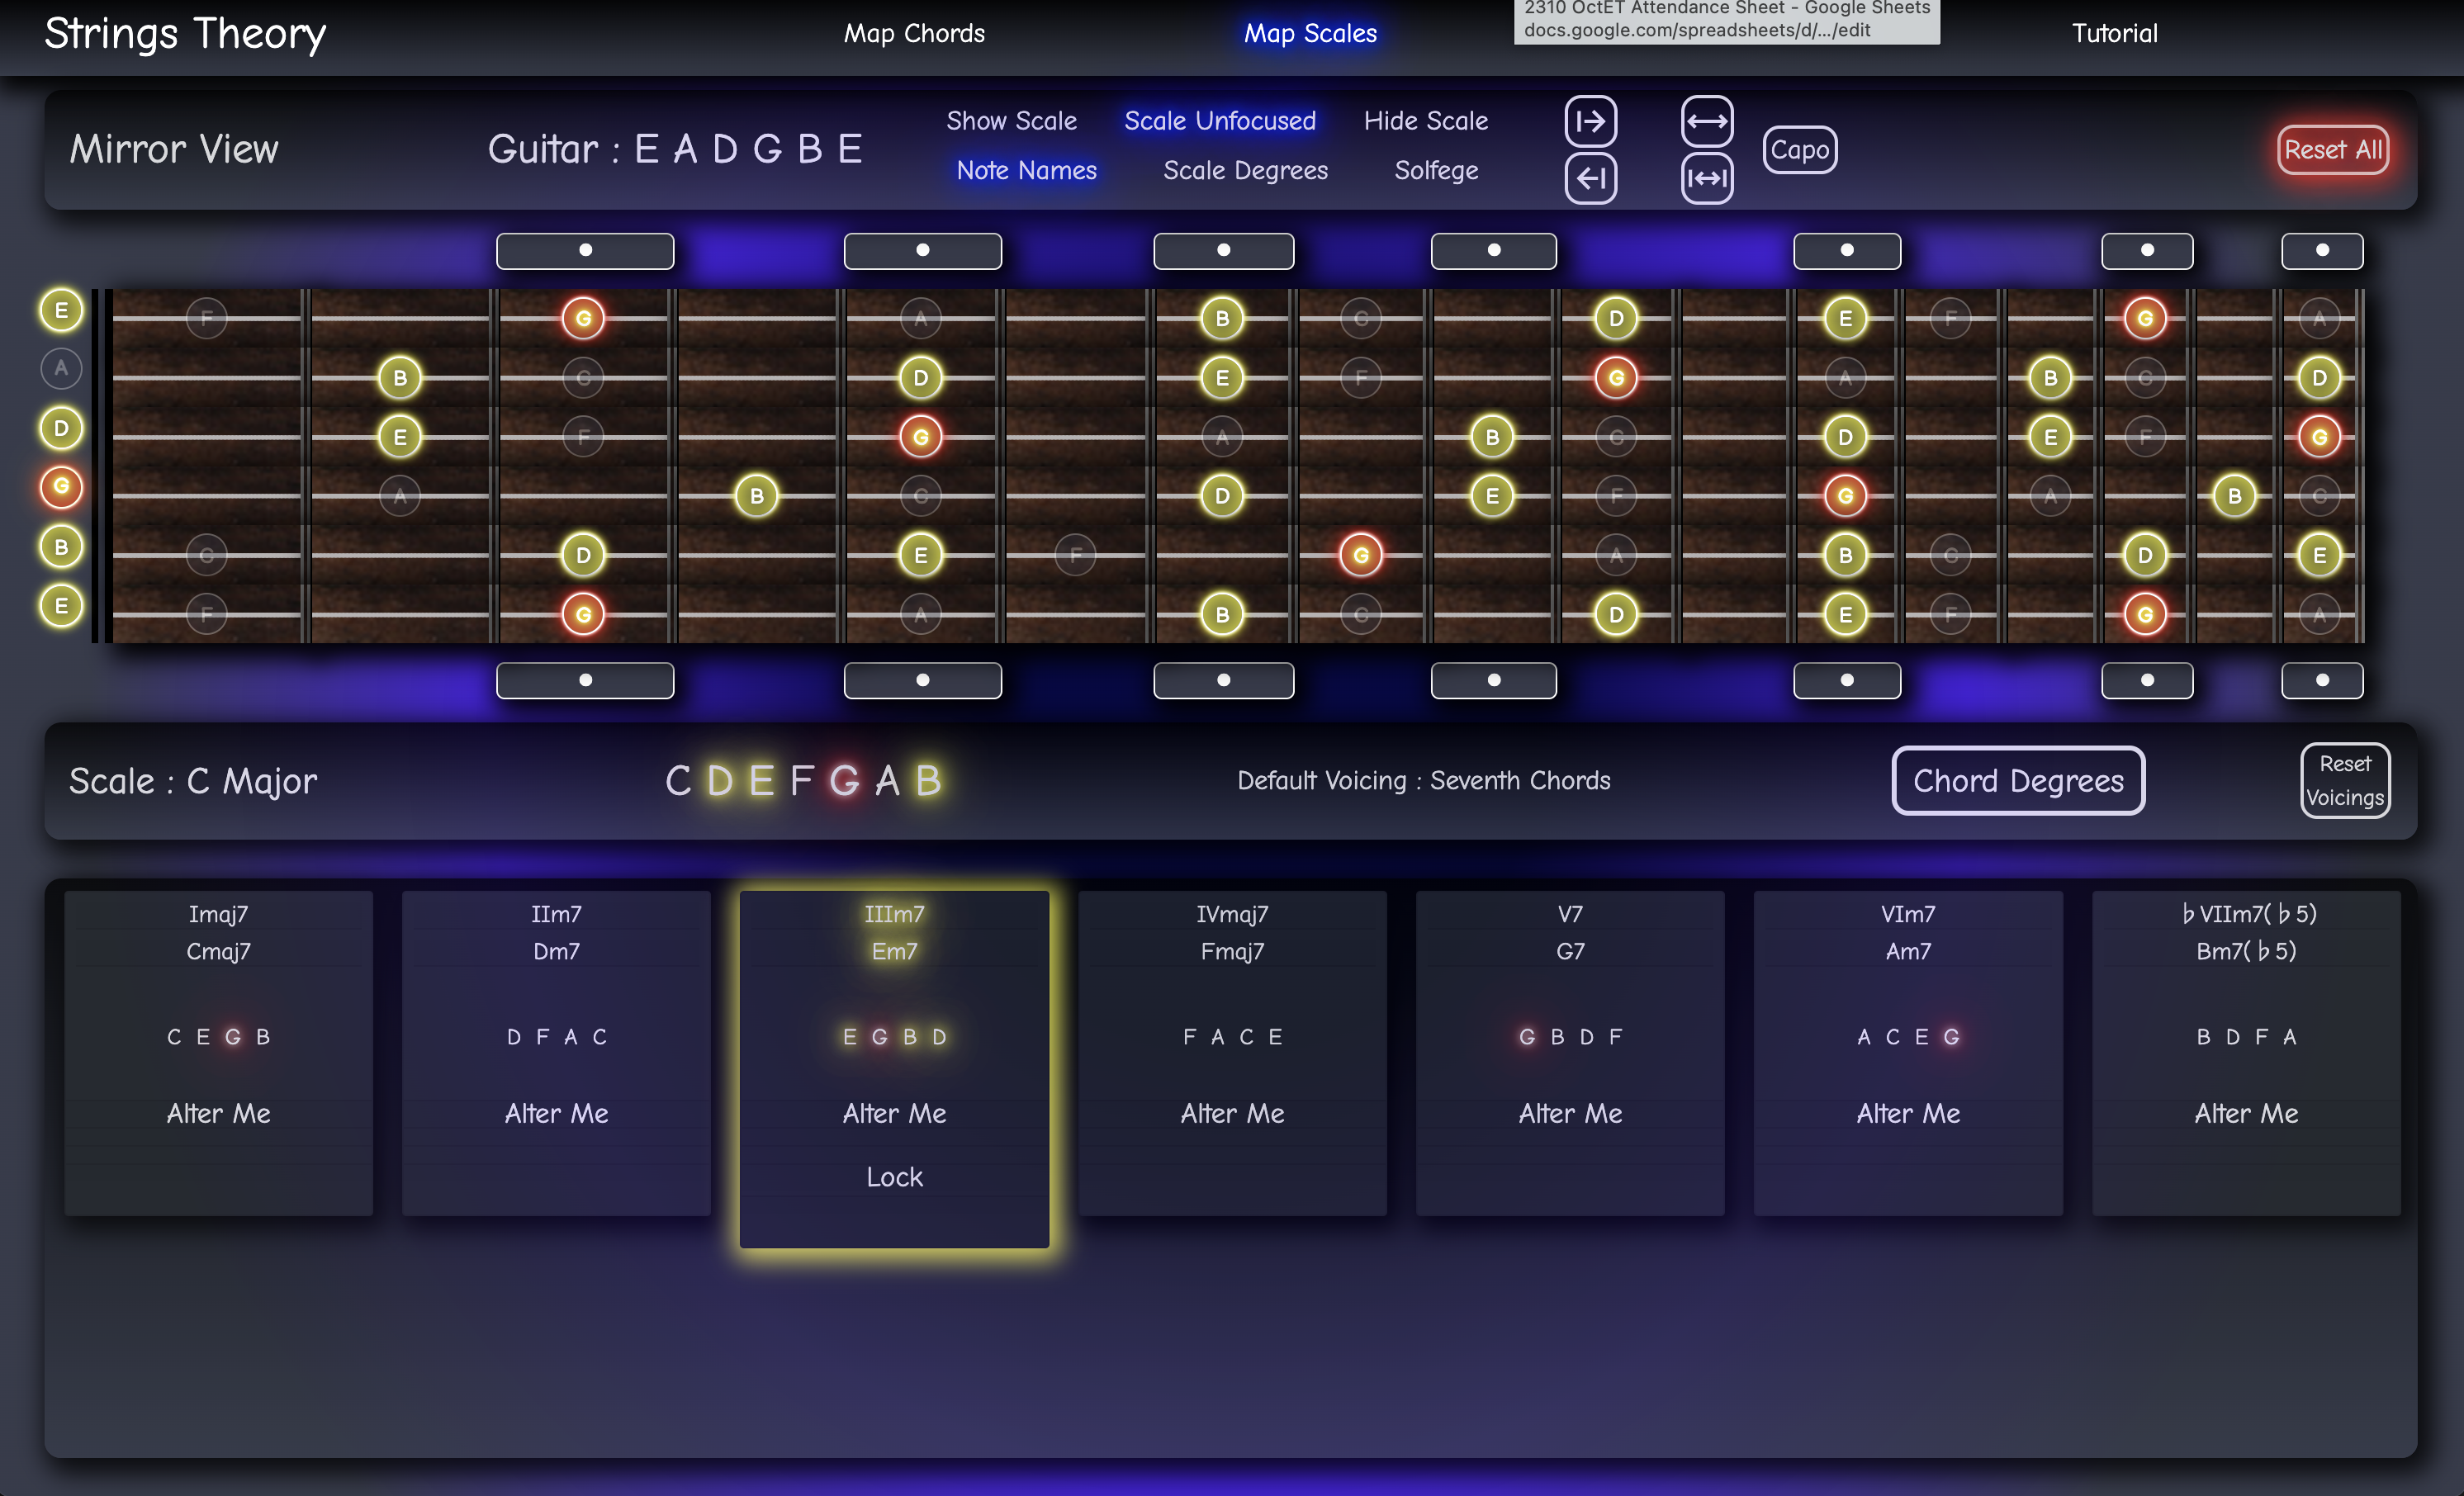 Strings Theory Map Chords Map Scales 2310 OctET Attendance Sheet - Google Sheets Tutorial
docs.google.com/spreadsheets/d/.../edit
Mirror View Guitar : E A D G B E Show Scale Scale Unfocused Hide Scale Capo Reset All
Note Names Scale Degrees Solfege
E F G A B C D E F G A
A B C D E F G A B C D
D E F G A B C D E F G
G A B C D E F G A B C
B C D E F G A B C D E
E F G A B C D E F G A
Scale : C Major C D E F G A B Default Voicing : Seventh Chords Chord Degrees Reset
Voicings
Imaj7 IIm7 IIIm7 IVmaj7 V7 VIm7 ♭VIIm7(♭5)
Cmaj7 Dm7 Em7 Fmaj7 G7 Am7 Bm7(♭5)
C E G B D F A C E G B D F A C E G B D F A C E G B D F A
Alter Me Alter Me Alter Me Alter Me Alter Me Alter Me Alter Me
Lock